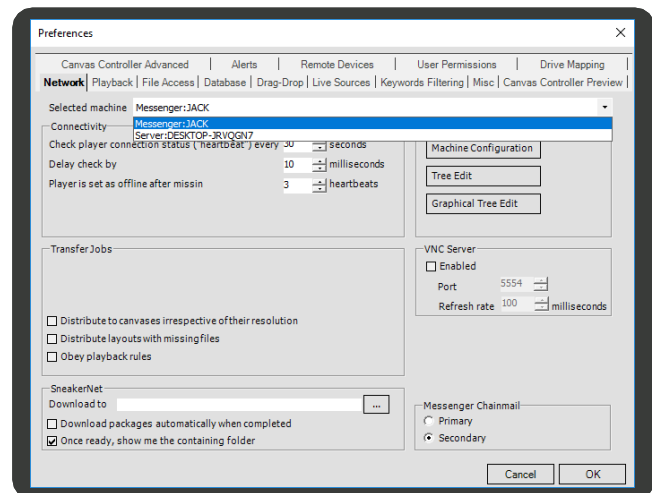 Preferences
Canvas Controller Advanced | Alerts | Remote Devices | User Permissions | Drive Mapping |
Network | Playback | File Access | Database | Drag-Drop | Live Sources | Keywords Filtering | Misc | Canvas Controller Preview |
Selected machine Messenger:JACK
Messenger:JACK
Server:DESKTOP-JRVQGN7
Connectivity
Check player connection status ("heartbeat") every 30 seconds
Delay check by 10 milliseconds
Player is set as offline after missin 3 heartbeats
Machine Configuration
Tree Edit
Graphical Tree Edit
Transfer Jobs
Distribute to canvases irrespective of their resolution
Distribute layouts with missing files
Obey playback rules
VNC Server
Enabled
Port 5554
Refresh rate 100 milliseconds
SneakerNet
Download to ...
Download packages automatically when completed
Once ready, show me the containing folder
Messenger Chainmail
Primary
Secondary
Cancel OK